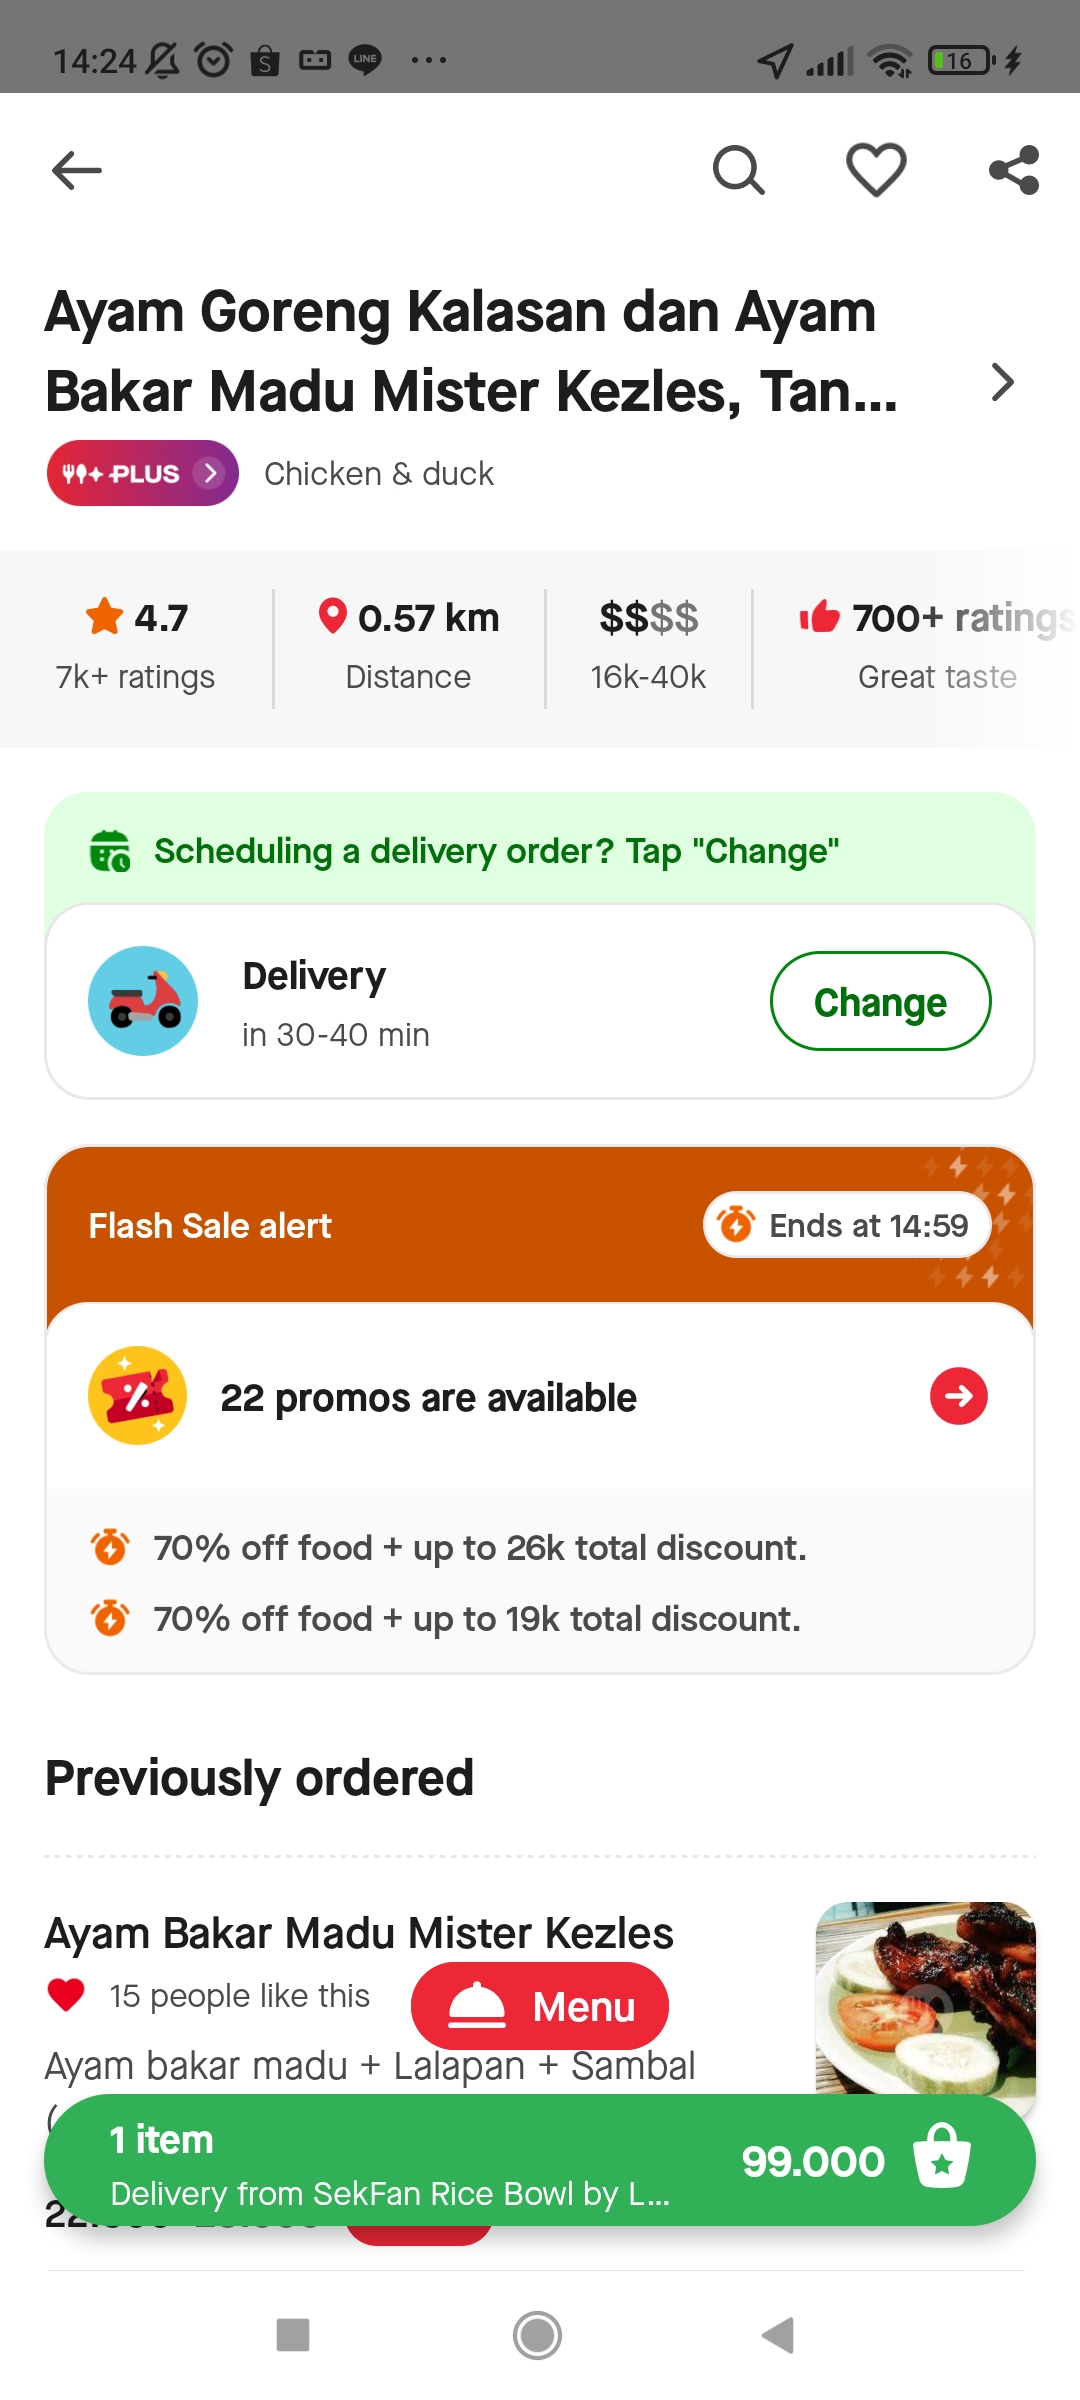 14:24
LINE
16
Ayam Goreng Kalasan dan Ayam
Bakar Madu Mister Kezles, Tan...
PLUS
Chicken & duck
4.7
7k+ ratings
0.57 km
Distance
$$$$
16k-40k
700+ ratings
Great taste
Scheduling a delivery order? Tap "Change"
Delivery
in 30-40 min
Change
Flash Sale alert
Ends at 14:59
22 promos are available
70% off food + up to 26k total discount.
70% off food + up to 19k total discount.
Previously ordered
Ayam Bakar Madu Mister Kezles
15 people like this
Menu
Ayam bakar madu + Lalapan + Sambal
1 item
99.000
Delivery from SekFan Rice Bowl by L...